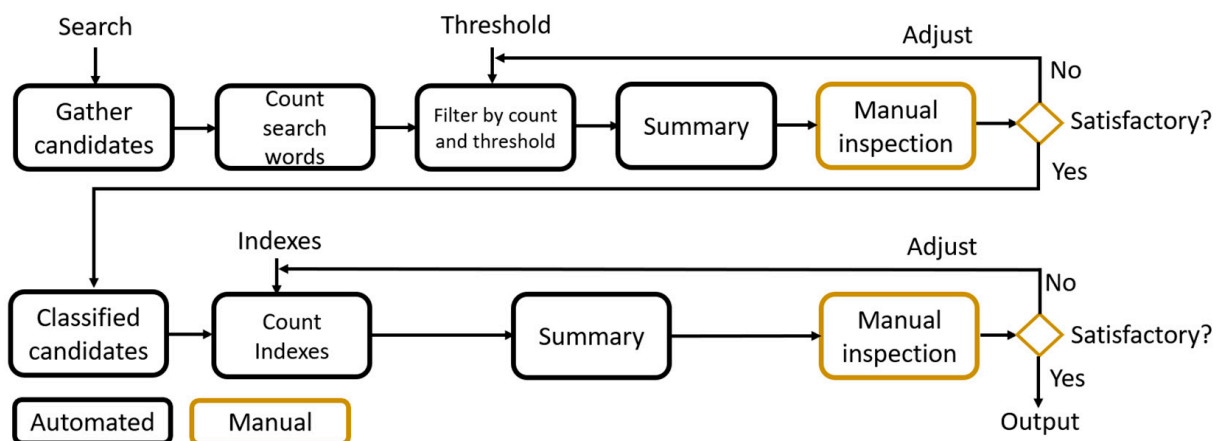 Search
Threshold
Adjust
No
Gather
candidates
Count
search
words
Filter by count
and threshold
Summary
Manual
inspection
Satisfactory?
Yes
Indexes
Adjust
No
Classified
candidates
Count
Indexes
Summary
Manual
inspection
Satisfactory?
Yes
Automated
Manual
Output